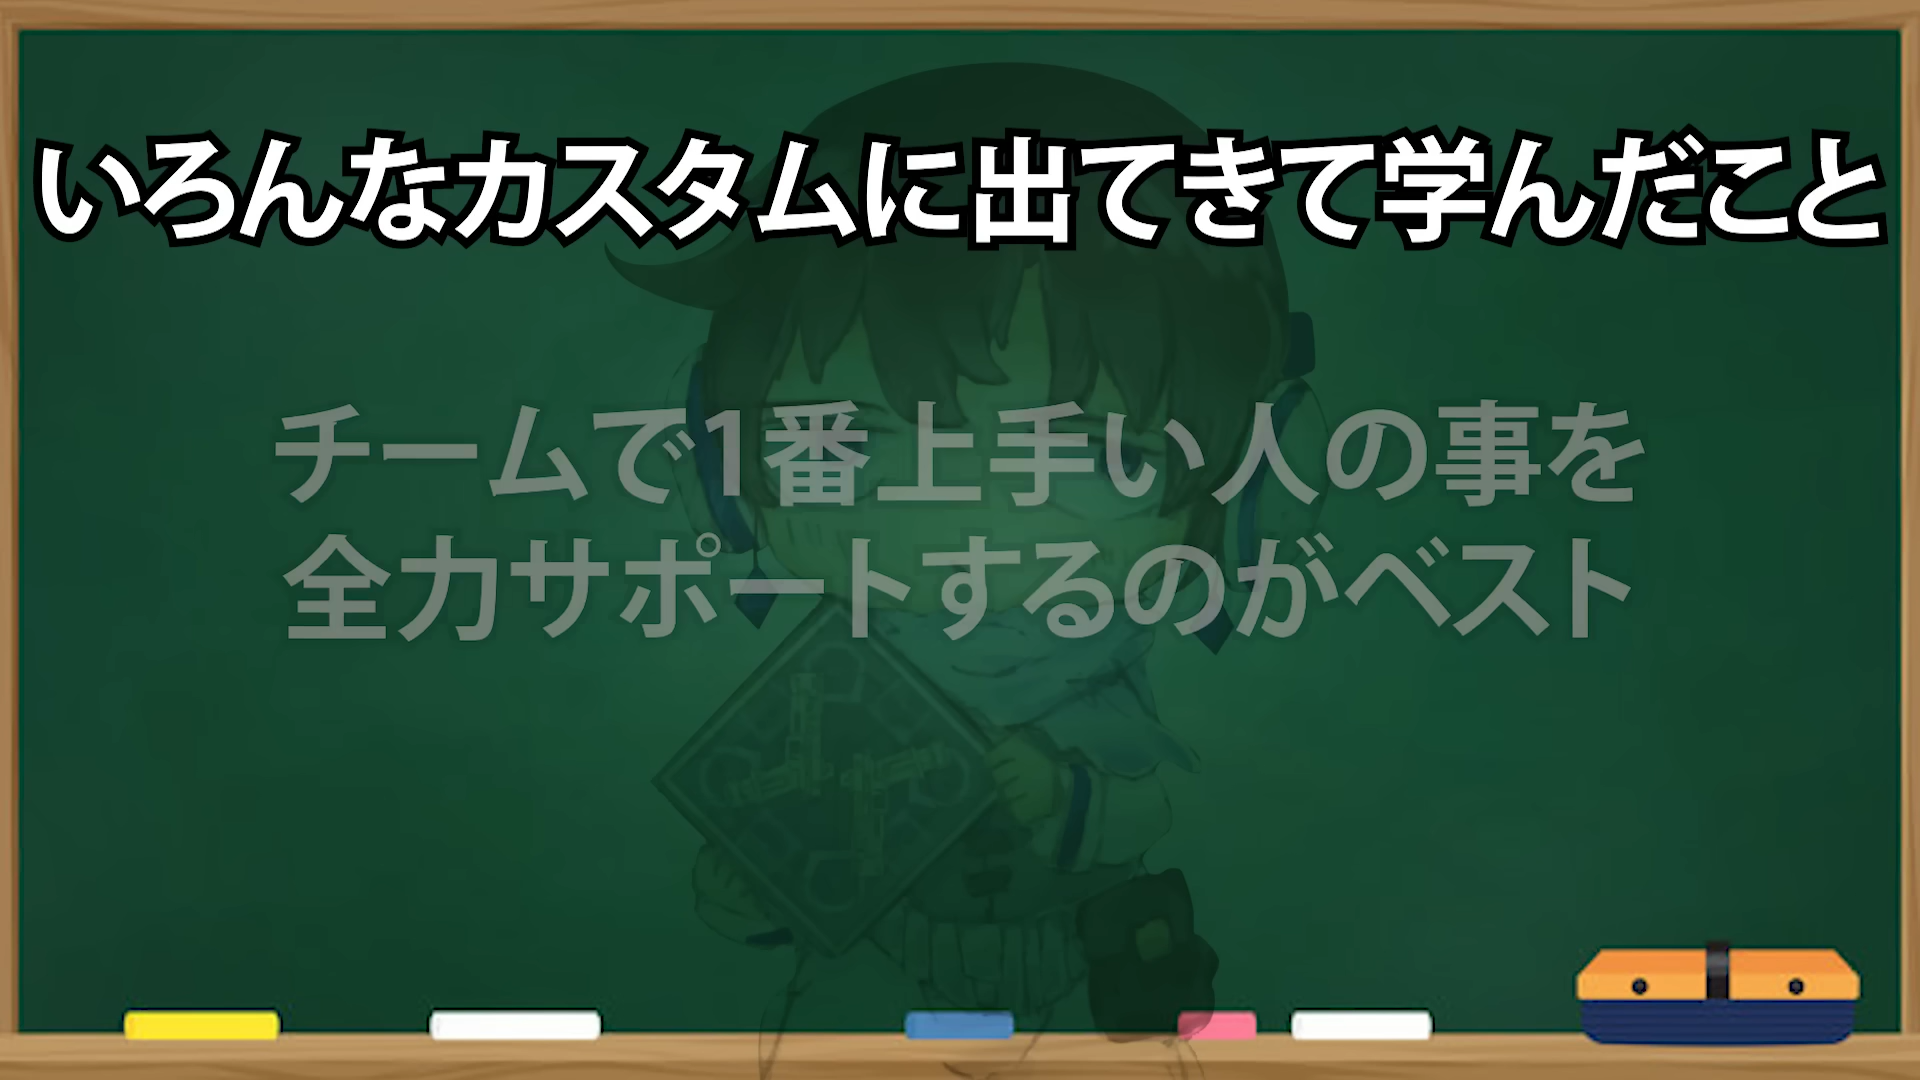 いろんなカスタムに出てきて学んだこと
チームで1番上手い人の事を
全力サポートするのがベスト